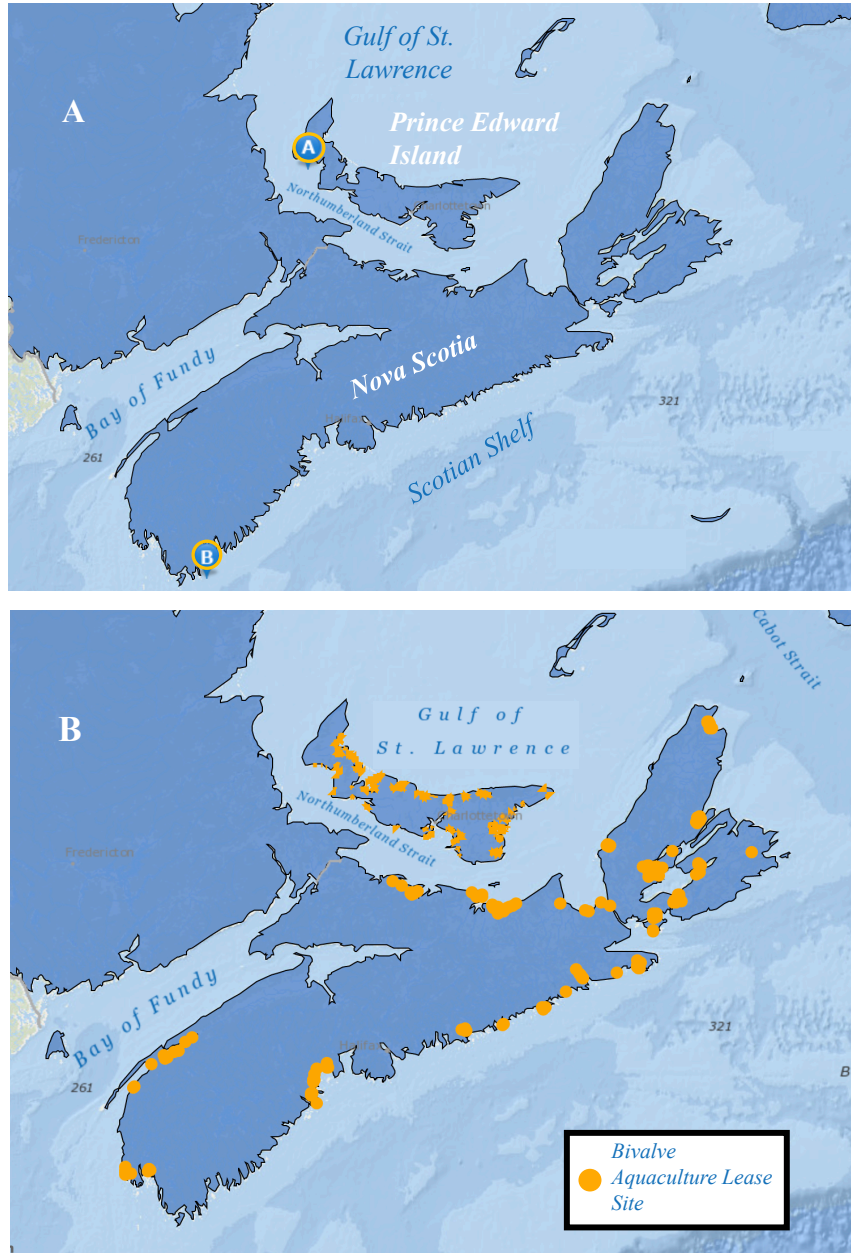 Gulf of St.
Lawrence
A
Prince Edward
Island
A
Northumberland Strait
Charlottetown
Fredericton
Nova Scotia
Bay of Fundy
Halifax
321
Scotian Shelf
261
B
Cabot Strait
B
Gulf of
St. Lawrence
Northumberland Strait
Charlottetown
Fredericton
Bay of Fundy
Halifax
321
261
B
Bivalve
Aquaculture Lease
Site